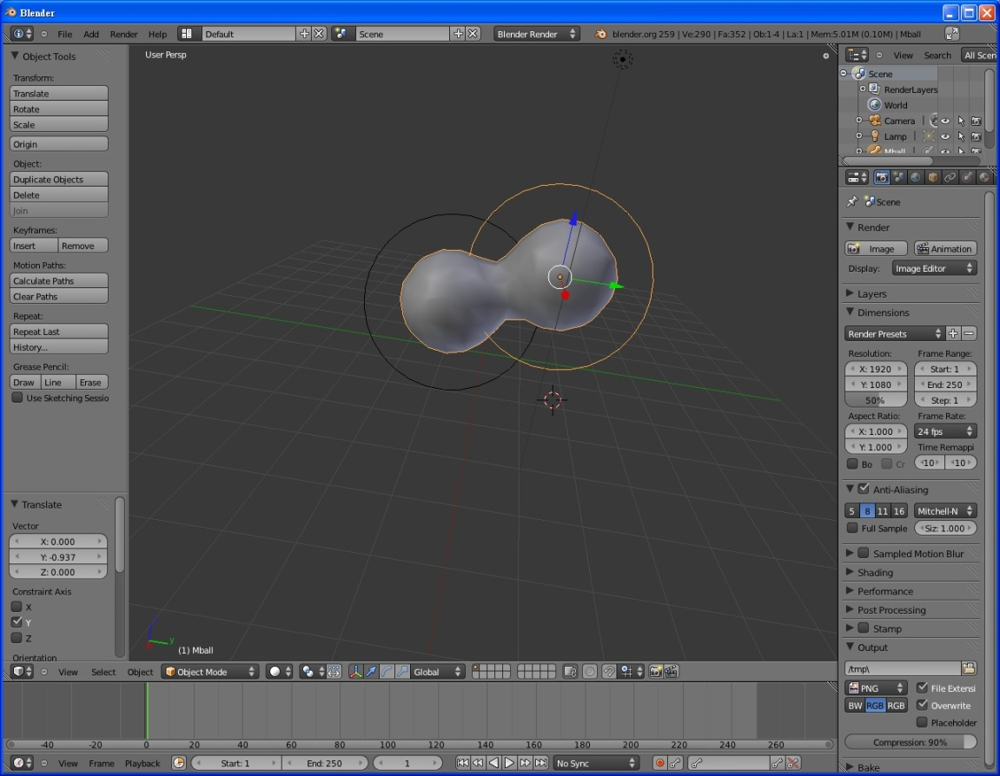 Blender
File Add Render Help Default Scene Blender Render blender.org 259 | Ve:290 | Fa:352 | Ob:1-4 | La:1 | Mem:5.01M (0.10M) | Mball
Object Tools
Transform:
Translate
Rotate
Scale
Origin
Object:
Duplicate Objects
Delete
Join
Keyframes:
Insert Remove
Motion Paths:
Calculate Paths
Clear Paths
Repeat:
Repeat Last
History...
Grease Pencil:
Draw Line Erase
Use Sketching Sessio
Translate
Vector
X: 0.000
Y: -0.937
Z: 0.000
Constraint Axis
X
Y
Z
Orientation
User Persp
y
(1) Mball
View Select Object Object Mode Global
-40 -20 0 20 40 60 80 100 120 140 160 180 200 220 240 260
View Frame Playback Start: 1 End: 250 1 No Sync
View Search All Scen
Scene
RenderLayers
World
Camera
Lamp
Mball
Scene
Render
Image Animation
Display: Image Editor
Layers
Dimensions
Render Presets
Resolution: Frame Range:
X: 1920 Start: 1
Y: 1080 End: 250
50% Step: 1
Aspect Ratio: Frame Rate:
X: 1.000 24 fps
Y: 1.000 Time Remappi
Bo Cr 10 10
Anti-Aliasing
5 8 11 16 Mitchell-N
Full Sample Siz: 1.000
Sampled Motion Blur
Shading
Performance
Post Processing
Stamp
Output
/tmp\
PNG File Extensi
BW RGB RGB Overwrite
Placeholder
Compression: 90%
Bake